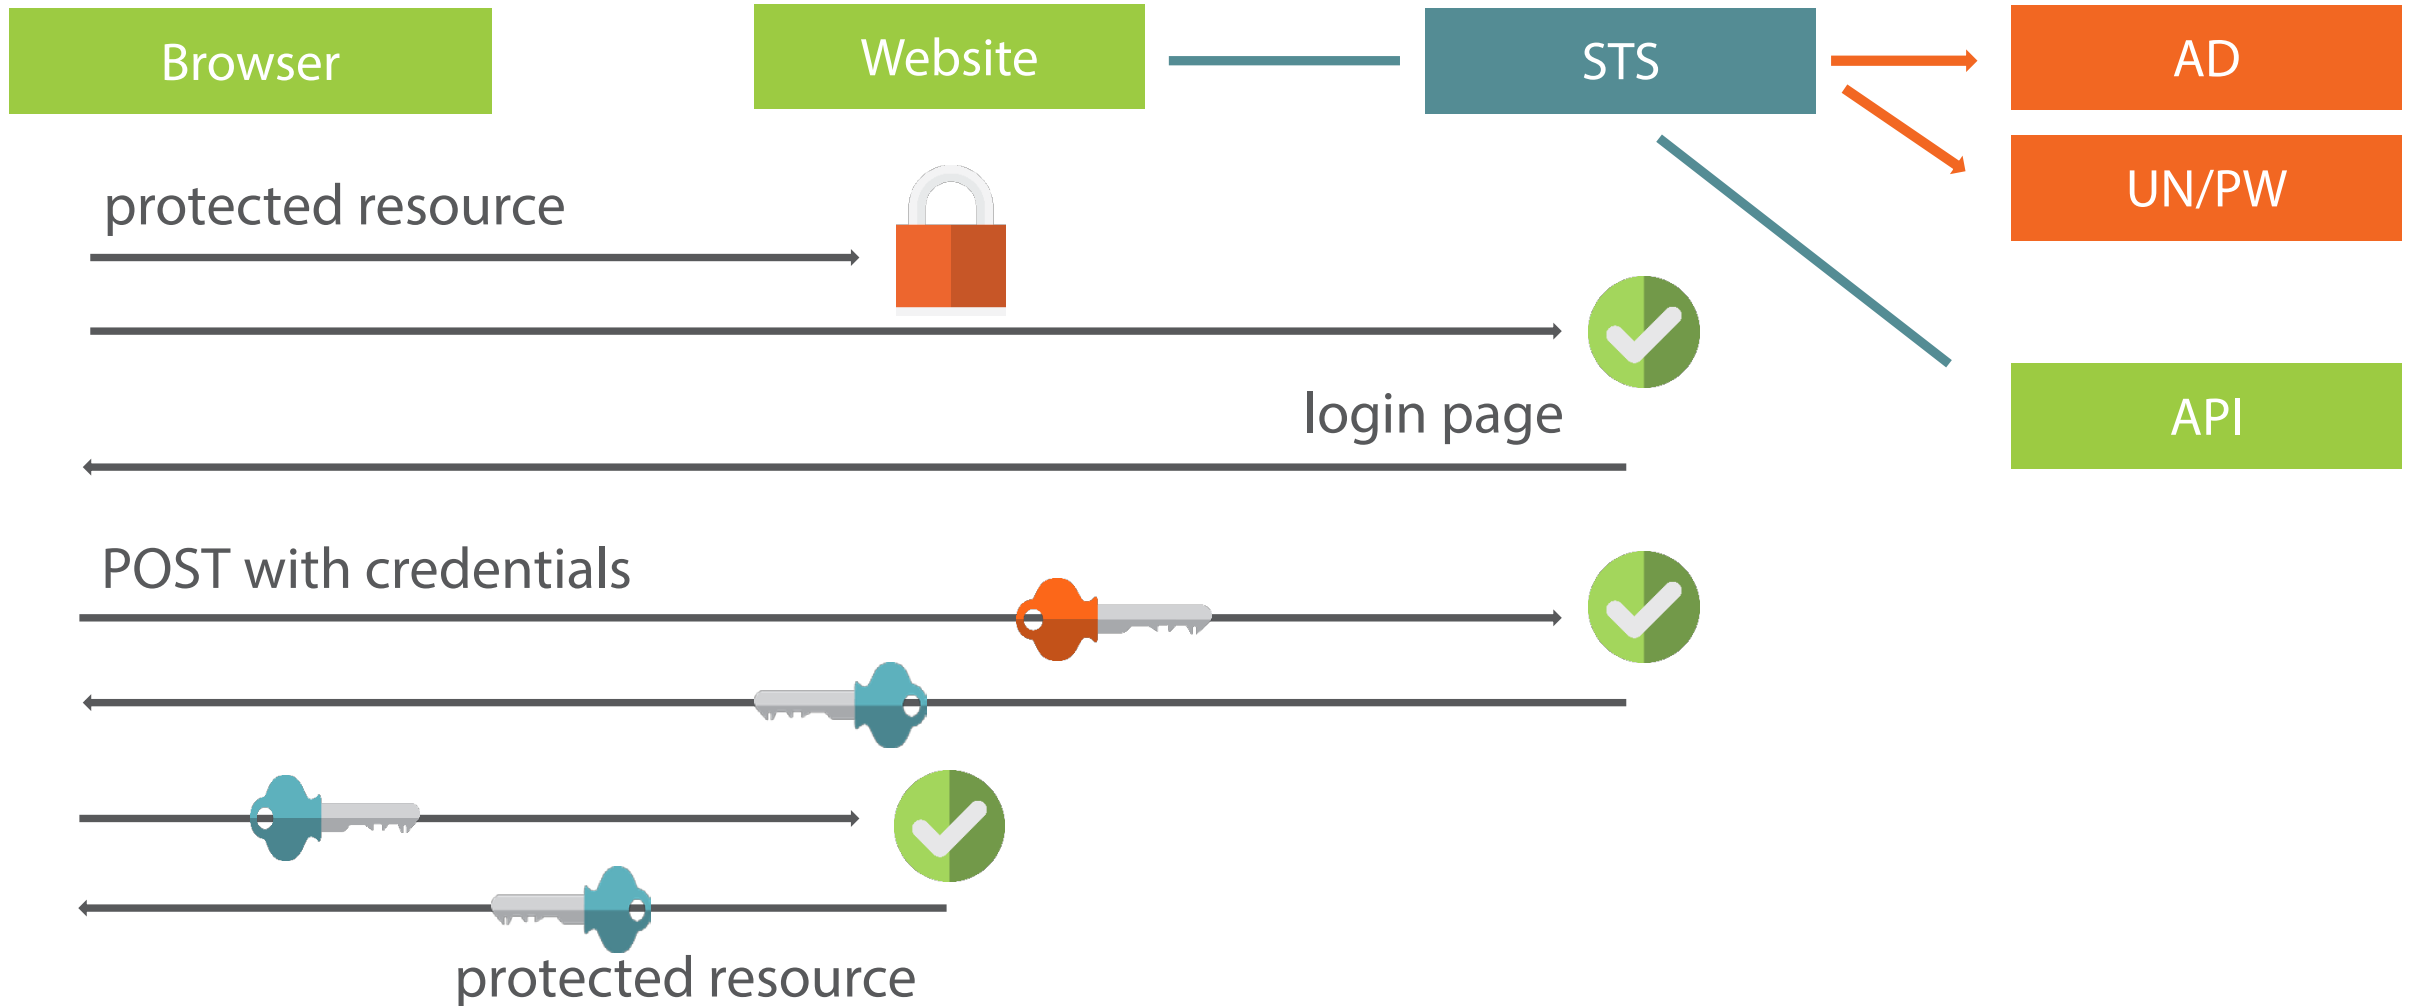 Browser
Website
STS
AD
UN/PW
protected resource
login page
API
POST with credentials
protected resource